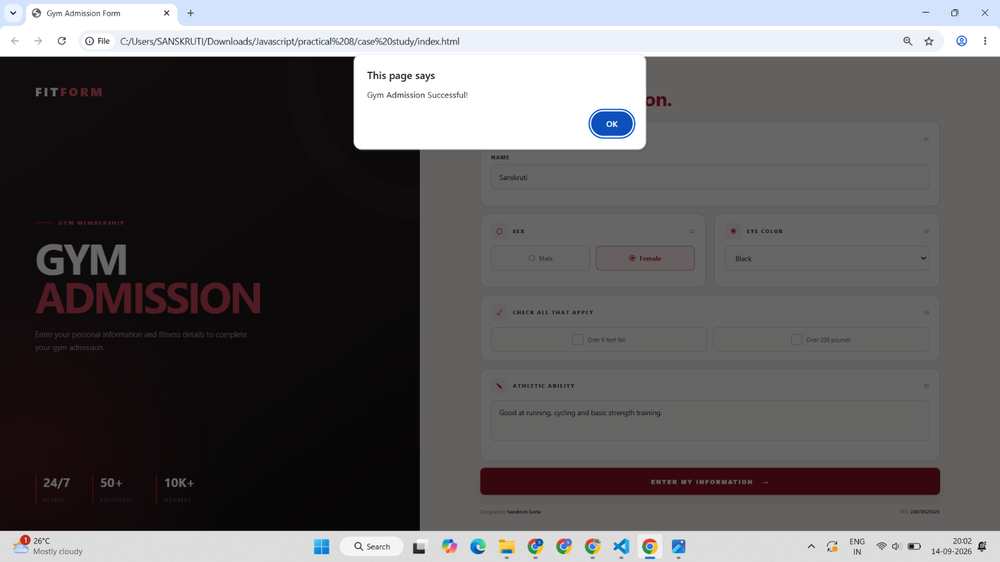 Gym Admission Form
File
C:/Users/SANSKRUTI/Downloads/Javascript/practical%208/case%20study/index.html
This page says
Gym Admission Successful!
OK
FITFORM
on.
01
NAME
Sanskruti
GYM MEMBERSHIP
GYM
ADMISSION
Enter your personal information and fitness details to complete
your gym admission.
24/7
ACCESS
50+
EQUIPMENT
10K+
MEMBERS
SEX
02
Male
Female
EYE COLOR
03
Black
CHECK ALL THAT APPLY
04
Over 6 feet tall
Over 200 pounds
ATHLETIC ABILITY
05
Good at running, cycling and basic strength training.
ENTER MY INFORMATION →
Designed by Sanskruti Gorle
PRN: 24070521025
1
26°C
Mostly cloudy
Search
ENG
IN
20:02
14-09-2026